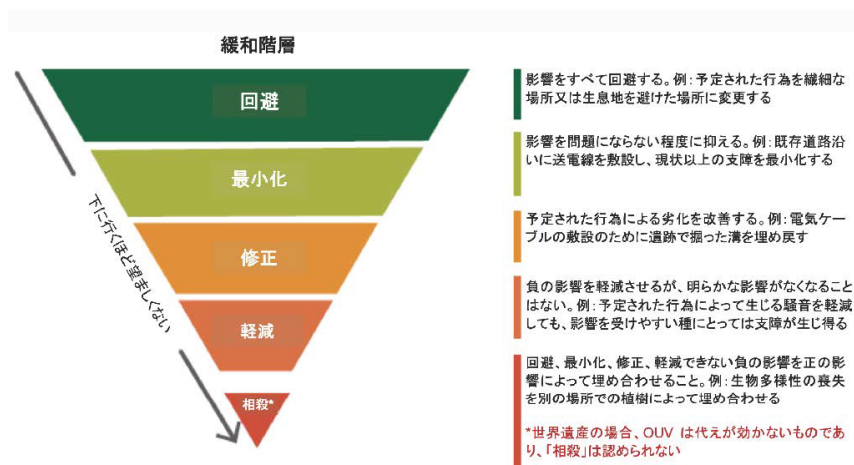 緩和階層
回避
影響をすべて回避する。例：予定された行為を繊細な
場所又は生息地を避けた場所に変更する
最小化
影響を問題にならない程度に抑える。例：既存道路沿
いに送電線を敷設し、現状以上の支障を最小化する
修正
予定された行為による劣化を改善する。例：電気ケー
ブルの敷設のために遺跡で掘った溝を埋め戻す
軽減
負の影響を軽減させるが、明らかな影響がなくなること
はない。例：予定された行為によって生じる騒音を軽減
しても、影響を受けやすい種にとっては支障が生じ得る
相殺*
回避、最小化、修正、軽減できない負の影響を正の影
響によって埋め合わせること。例：生物多様性の喪失
を別の場所での植樹によって埋め合わせる
*世界遺産の場合、OUV は代えが効かないものであ
り、「相殺」は認められない
下に行くほど望ましくない